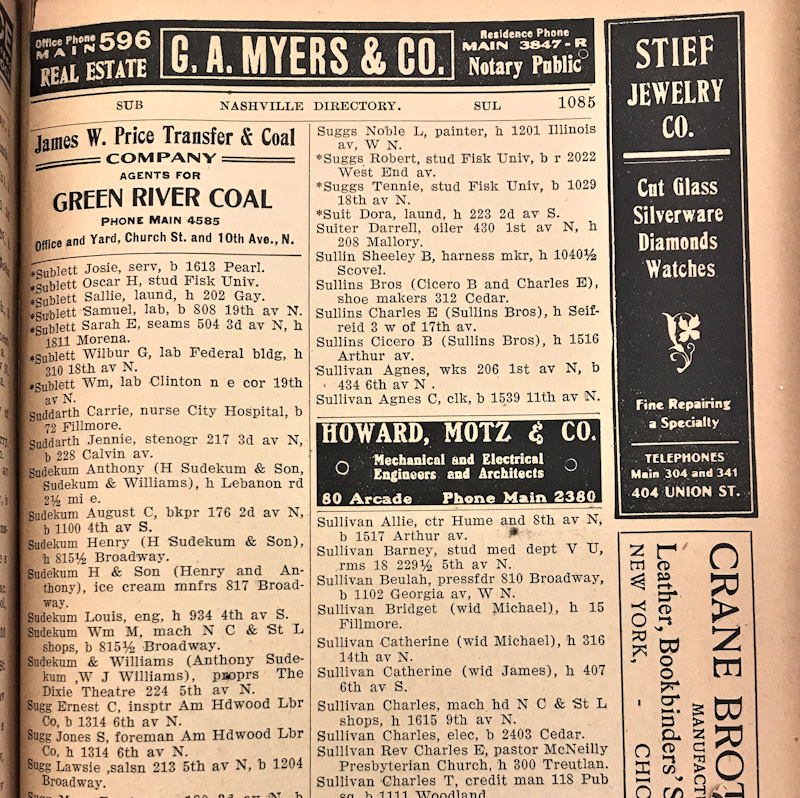 Office Phone
MAIN 596
REAL ESTATE
G. A. MYERS & CO.
Residence Phone
MAIN 3847-R
Notary Public
SUB NASHVILLE DIRECTORY. SUL 1085
James W. Price Transfer & Coal
COMPANY
AGENTS FOR
GREEN RIVER COAL
PHONE MAIN 4585
Office and Yard, Church St. and 10th Ave., N.
*Sublett Josie, serv, b 1613 Pearl.
*Sublett Oscar H, stud Fisk Univ.
*Sublett Sallie, laund, h 202 Gay.
*Sublett Samuel, lab, b 808 19th av N.
*Sublett Sarah E, seams 504 3d av N, h
1811 Morena.
*Sublett Wilbur G, lab Federal bldg, h
310 18th av N.
*Sublett Wm, lab Clinton n e cor 19th
av N.
Suddarth Carrie, nurse City Hospital, b
72 Fillmore.
Suddarth Jennie, stenogr 217 3d av N,
b 228 Calvin av.
Sudekum Anthony (H Sudekum & Son,
Sudekum & Williams), h Lebanon rd
2½ mi e.
Sudekum August C, bkpr 176 2d av N,
b 1100 4th av S.
Sudekum Henry (H Sudekum & Son),
h 815½ Broadway.
Sudekum H & Son (Henry and An-
thony), ice cream mnfrs 817 Broad-
way.
Sudekum Louis, eng, h 934 4th av S.
Sudekum Wm M, mach N C & St L
shops, b 815½ Broadway.
Sudekum & Williams (Anthony Sude-
kum ,W J Williams), proprs The
Dixie Theatre 224 5th av N.
Sugg Ernest C, insptr Am Hdwood Lbr
Co, b 1314 6th av N.
Sugg Jones S, foreman Am Hdwood Lbr
Co, h 1314 6th av N.
Sugg Lawsie ,salsn 213 5th av N, b 1204
Broadway.
Suggs Noble L, painter, h 1201 Illinois
av, W N.
*Suggs Robert, stud Fisk Univ, b r 2022
West End av.
*Suggs Tennie, stud Fisk Univ, b 1029
18th av N.
*Suit Dora, laund, h 223 2d av S.
Suiter Darrell, oiler 430 1st av N, h
208 Mallory.
Sullin Sheeley B, harness mkr, h 1040½
Scovel.
Sullins Bros (Cicero B and Charles E),
shoe makers 312 Cedar.
Sullins Charles E (Sullins Bros), h Seif-
reid 3 w of 17th av.
Sullins Cicero B (Sullins Bros), h 1516
Arthur av.
Sullivan Agnes, wks 206 1st av N, b
434 6th av N .
Sullivan Agnes C, clk, b 1539 11th av N.
HOWARD, MOTZ & CO.
Mechanical and Electrical
Engineers and Architects
80 Arcade Phone Main 2380
Sullivan Allie, ctr Hume and 8th av N,
b 1517 Arthur av.
Sullivan Barney, stud med dept V U,
rms 18 229½ 5th av N.
Sullivan Beulah, pressfdr 810 Broadway,
b 1102 Georgia av, W N.
Sullivan Bridget (wid Michael), h 15
Fillmore.
Sullivan Catherine (wid Michael), h 316
14th av N.
Sullivan Catherine (wid James), h 407
6th av S.
Sullivan Charles, mach hd N C & St L
shops, h 1615 9th av N.
Sullivan Charles, elec, b 2403 Cedar.
Sullivan Rev Charles E, pastor McNeilly
Presbyterian Church, h 300 Treutlan.
Sullivan Charles T, credit man 118 Pub
sq, b 1111 Woodland.
STIEF
JEWELRY
CO.
Cut Glass
Silverware
Diamonds
Watches
Fine Repairing
a Specialty
TELEPHONES
Main 304 and 341
404 UNION ST.
CRANE BROT
MANUFACT
Leather, Bookbinders' S
NEW YORK, - CHIC